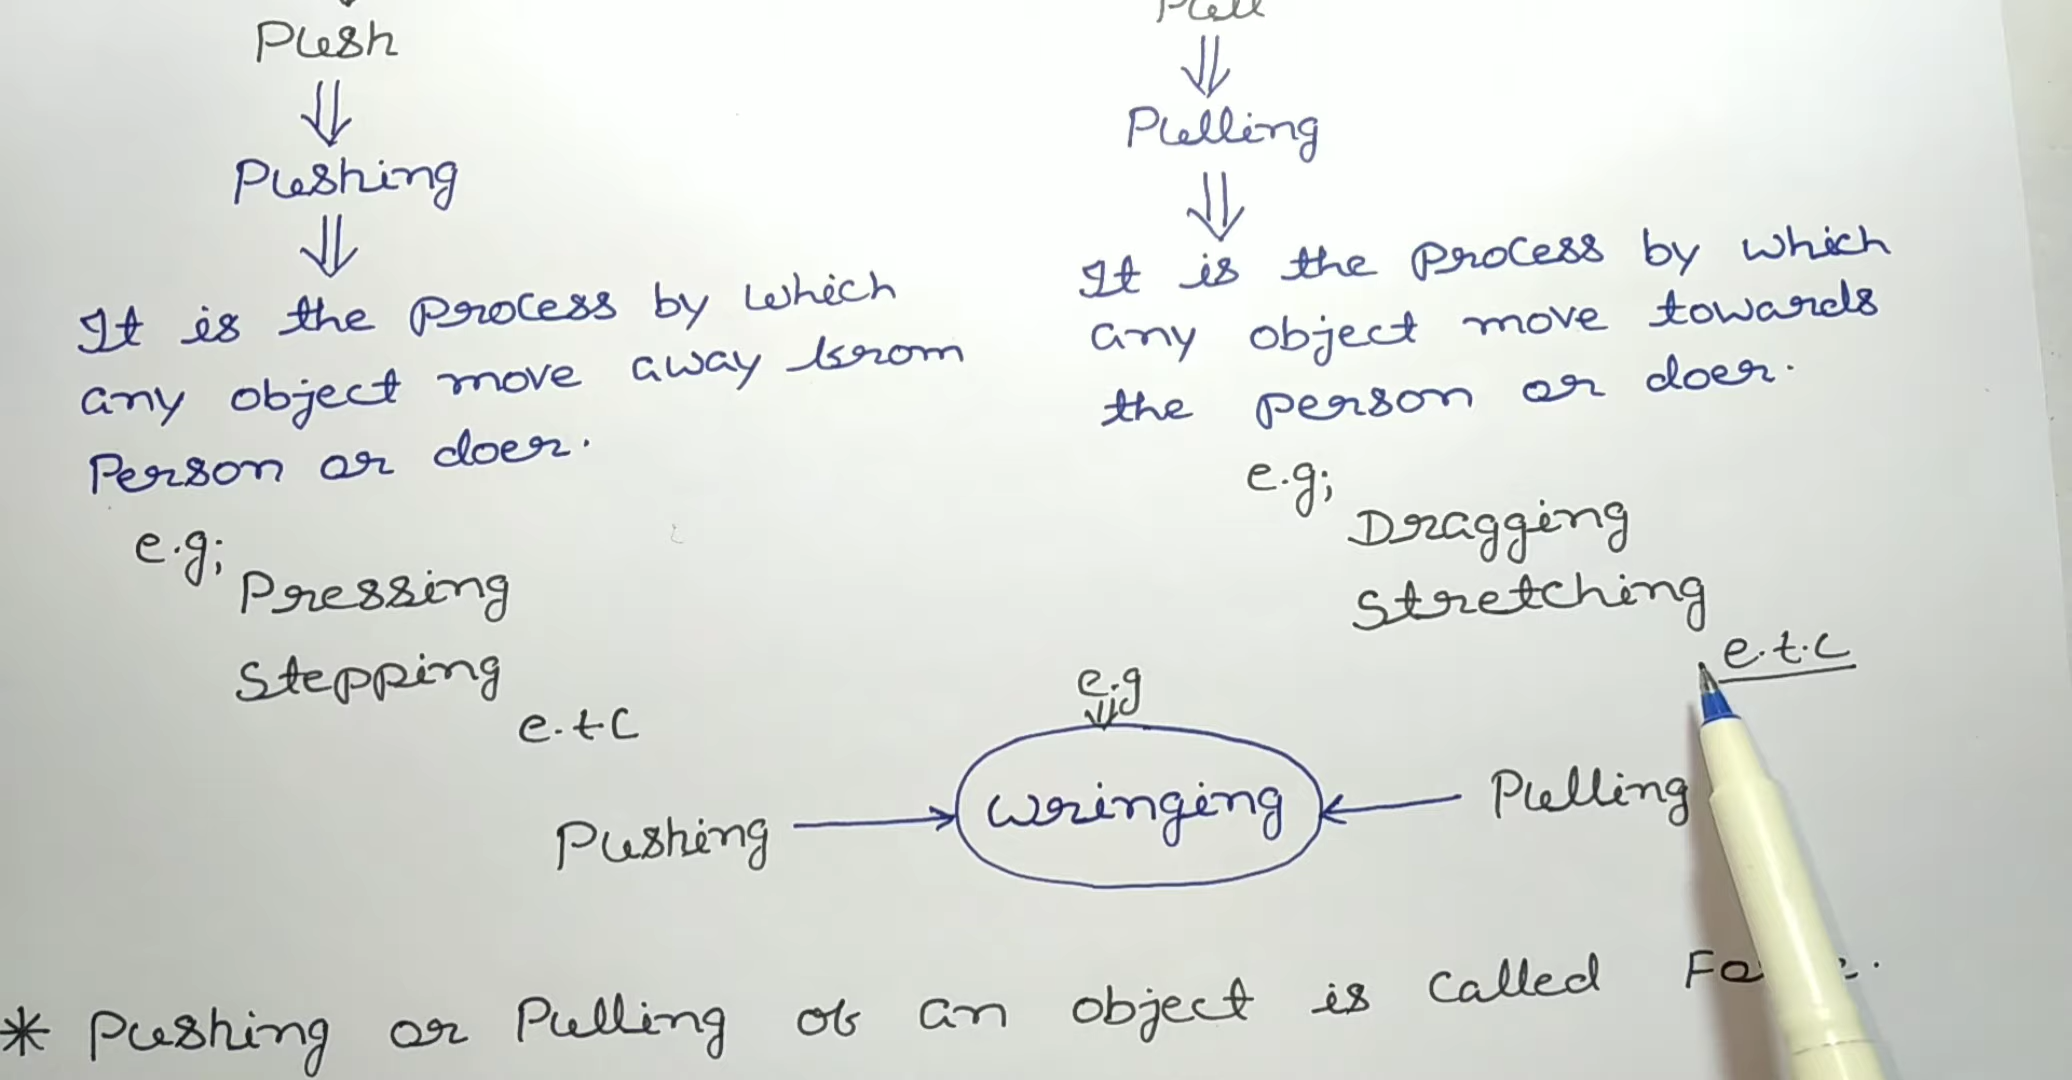 Push
Pull
⇓
⇓
Pushing
Pulling
⇓
⇓
It is the process by which
any object move away from
Person or doer.
e.g;
Pressing
Stepping
e.t.c
It is the process by which
any object move towards
the person or doer.
e.g;
Dragging
Stretching
e.t.c
e.g
Pushing → wringing ← Pulling
* Pushing or Pulling of an object is called